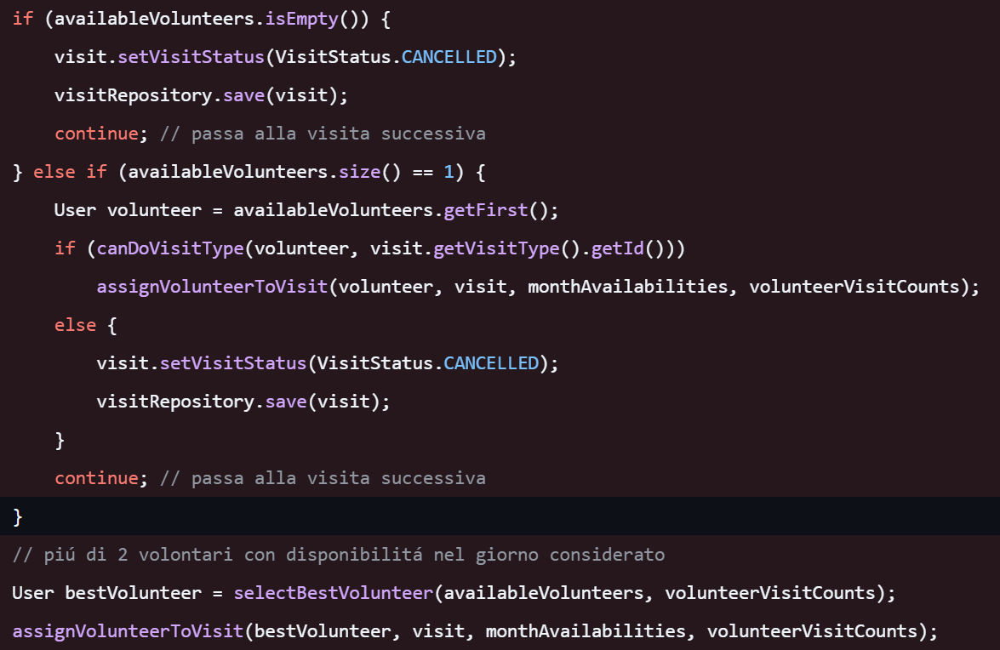 if (availableVolunteers.isEmpty()) {
    visit.setVisitStatus(VisitStatus.CANCELLED);
    visitRepository.save(visit);
    continue; // passa alla visita successiva
} else if (availableVolunteers.size() == 1) {
    User volunteer = availableVolunteers.getFirst();
    if (canDoVisitType(volunteer, visit.getVisitType().getId()))
        assignVolunteerToVisit(volunteer, visit, monthAvailabilities, volunteerVisitCounts);
    else {
        visit.setVisitStatus(VisitStatus.CANCELLED);
        visitRepository.save(visit);
    }
    continue; // passa alla visita successiva
}
// piú di 2 volontari con disponibilitá nel giorno considerato
User bestVolunteer = selectBestVolunteer(availableVolunteers, volunteerVisitCounts);
assignVolunteerToVisit(bestVolunteer, visit, monthAvailabilities, volunteerVisitCounts);